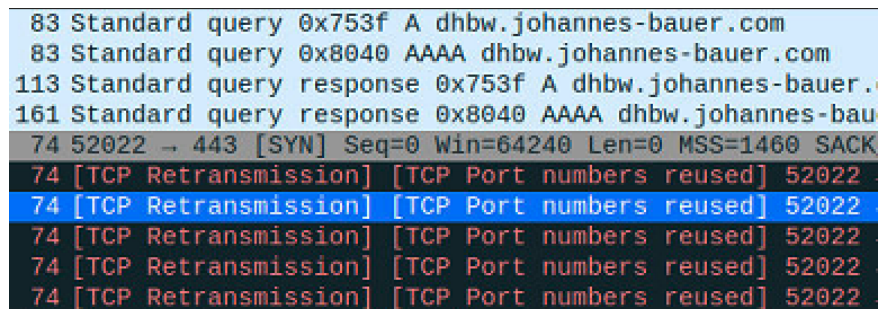 83 Standard query 0x753f A dhbw.johannes-bauer.com
83 Standard query 0x8040 AAAA dhbw.johannes-bauer.com
113 Standard query response 0x753f A dhbw.johannes-bauer.
161 Standard query response 0x8040 AAAA dhbw.johannes-bau
74 52022 → 443 [SYN] Seq=0 Win=64240 Len=0 MSS=1460 SACK_
74 [TCP Retransmission] [TCP Port numbers reused] 52022
74 [TCP Retransmission] [TCP Port numbers reused] 52022
74 [TCP Retransmission] [TCP Port numbers reused] 52022
74 [TCP Retransmission] [TCP Port numbers reused] 52022
74 [TCP Retransmission] [TCP Port numbers reused] 52022